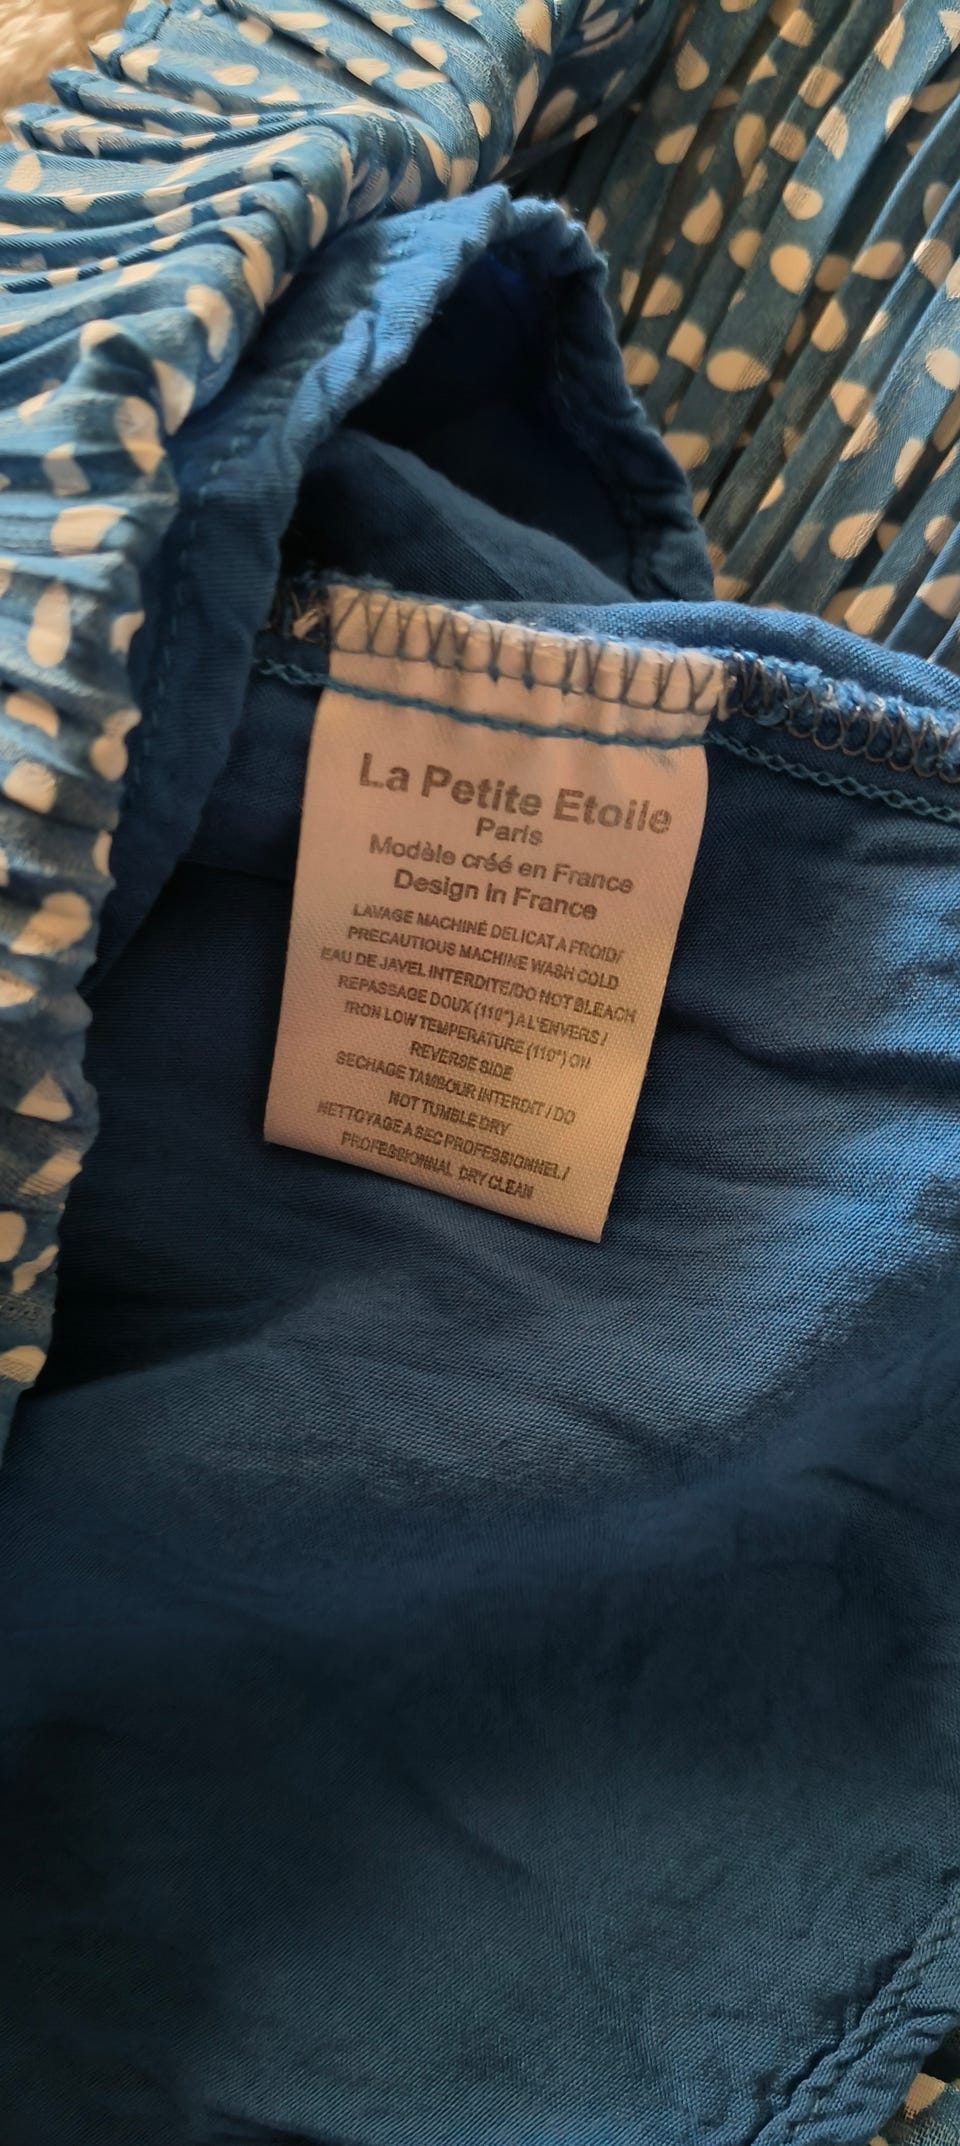 La Petite Etoile
Paris
Modèle créé en France
Design in France
LAVAGE MACHINE DELICAT A FROID/
PRECAUTIOUS MACHINE WASH COLD
EAU DE JAVEL INTERDITE/DO NOT BLEACH
REPASSAGE DOUX (110°) A L'ENVERS /
IRON LOW TEMPERATURE (110°) ON
REVERSE SIDE
SECHAGE TAMBOUR INTERDIT / DO
NOT TUMBLE DRY
NETTOYAGE A SEC PROFESSIONNEL /
PROFESSIONNAL DRY CLEAN